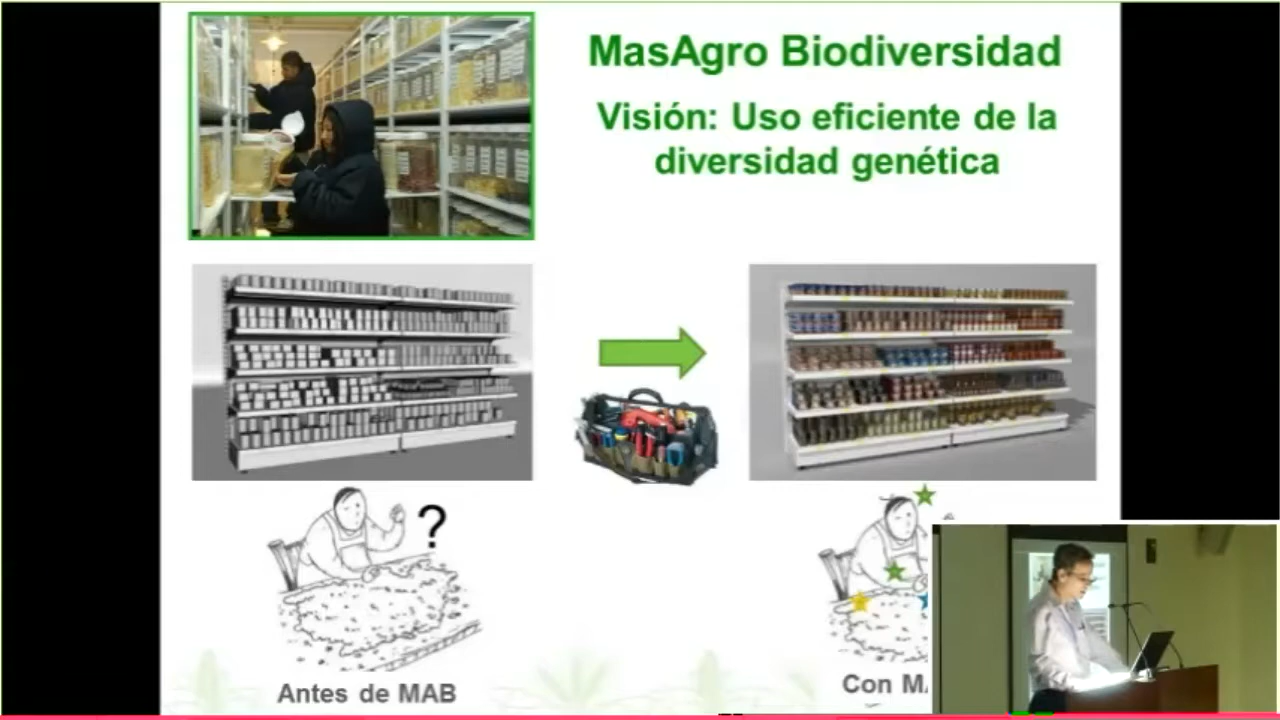 MasAgro Biodiversidad
Visión: Uso eficiente de la
diversidad genética
?
Antes de MAB
Con